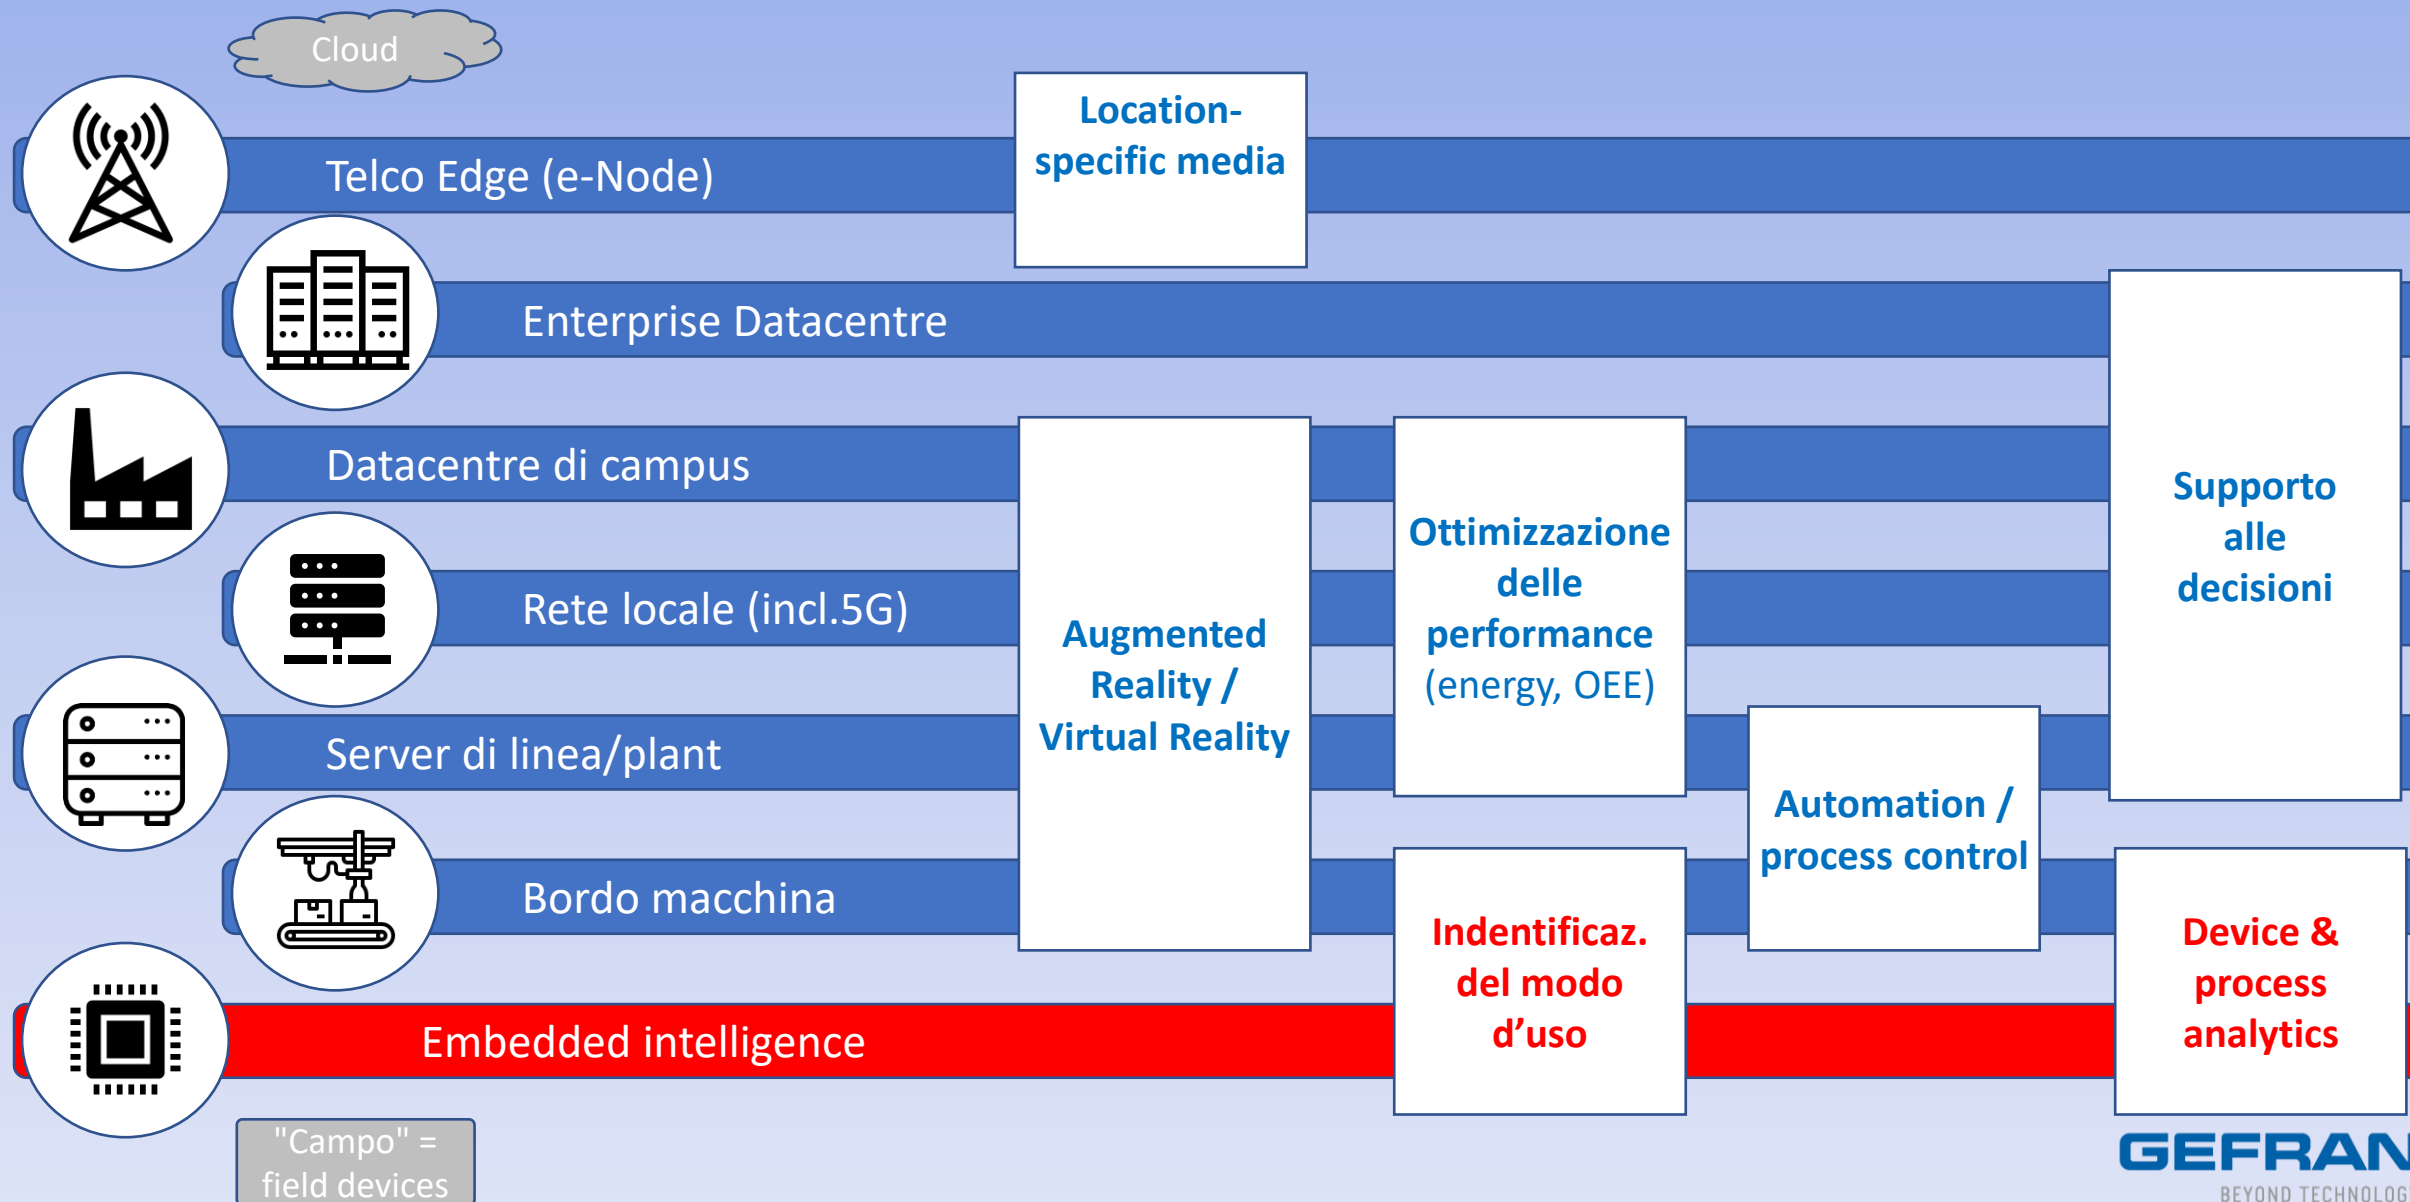 Cloud
Location-
specific media
Telco Edge (e-Node)
Enterprise Datacentre
Datacentre di campus
Supporto
alle
decisioni
Ottimizzazione
delle
performance
(energy, OEE)
Rete locale (incl.5G)
Augmented
Reality /
Virtual Reality
Server di linea/plant
Automation /
process control
Bordo macchina
Indentificaz.
del modo
d’uso
Device &
process
analytics
Embedded intelligence
"Campo" =
field devices
GEFRAN
BEYOND TECHNOLOGY